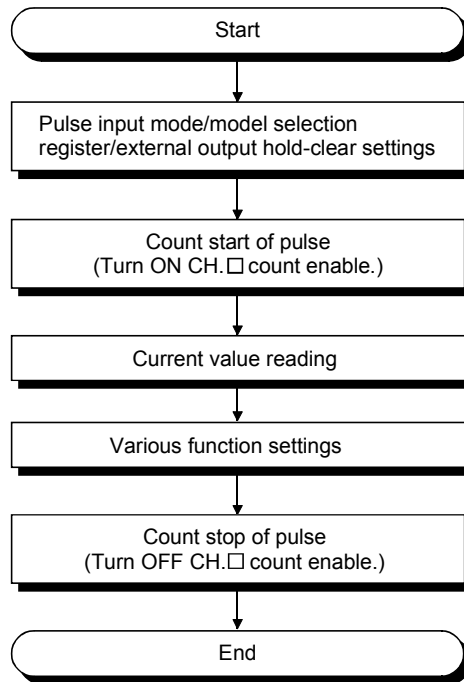 Start
Pulse input mode/model selection
register/external output hold-clear settings
Count start of pulse
(Turn ON CH.□ count enable.)
Current value reading
Various function settings
Count stop of pulse
(Turn OFF CH.□ count enable.)
End